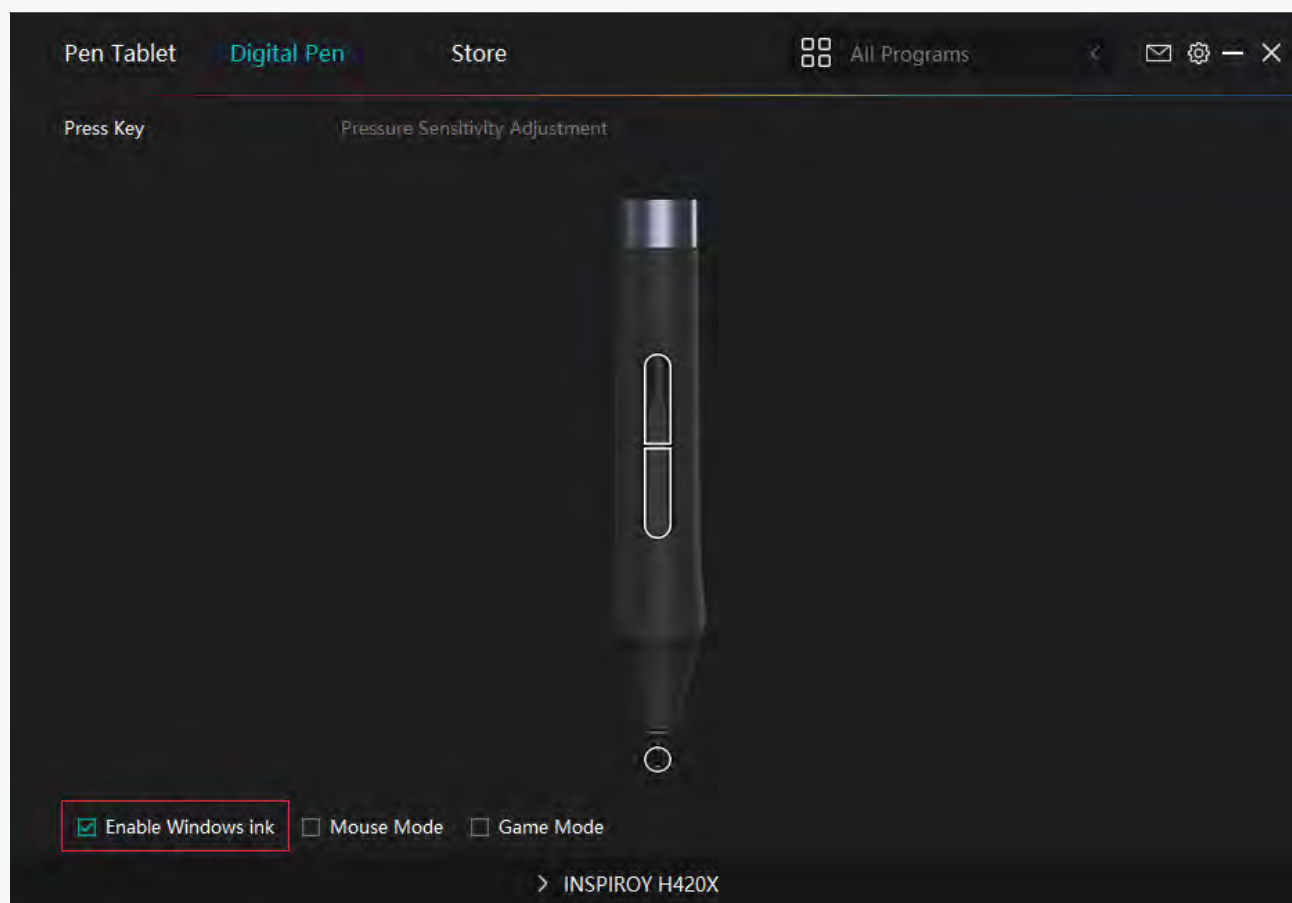 Pen Tablet Digital Pen Store All Programs
Press Key Pressure Sensitivity Adjustment
Enable Windows ink Mouse Mode Game Mode
INSPIROY H420X